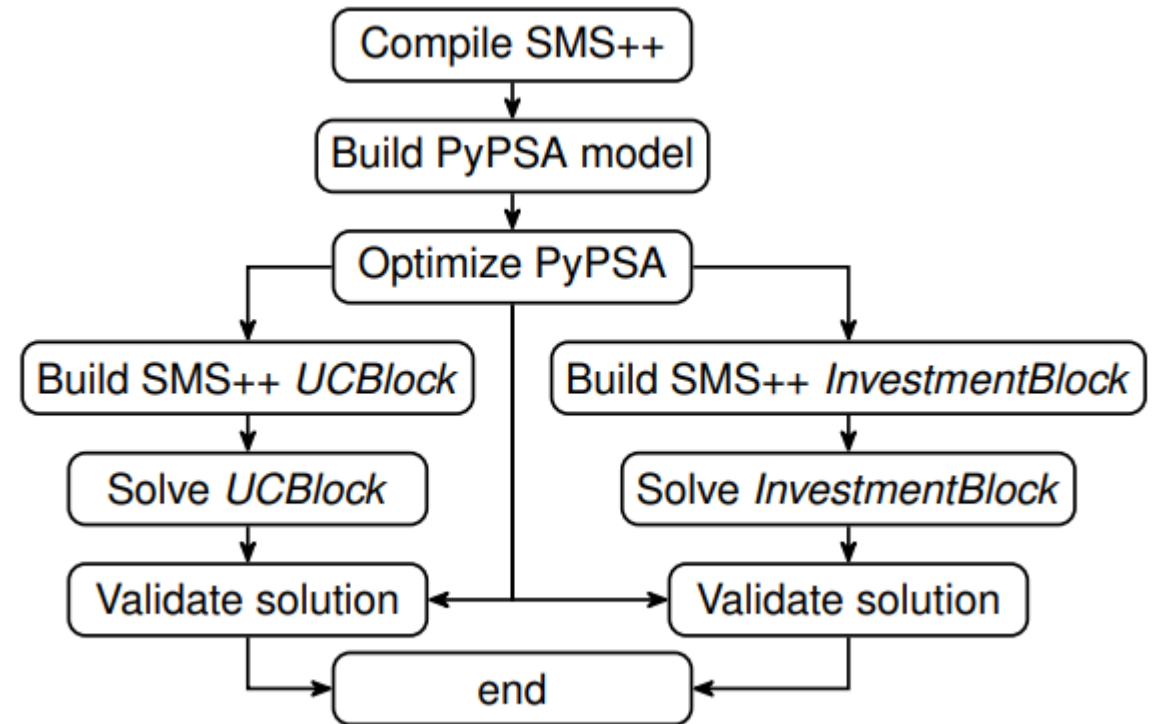 Compile SMS++
Build PyPSA model
Optimize PyPSA
Build SMS++ UCBlock
Build SMS++ InvestmentBlock
Solve UCBlock
Solve InvestmentBlock
Validate solution
Validate solution
end